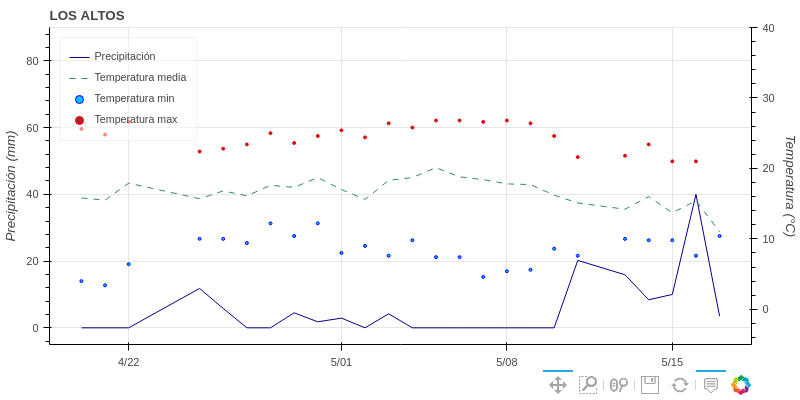 LOS ALTOS
Precipitación
Temperatura media
Temperatura min
Temperatura max
Precipitación (mm)
80
60
40
20
0
Temperatura (°C)
40
30
20
10
0
4/22
5/01
5/08
5/15